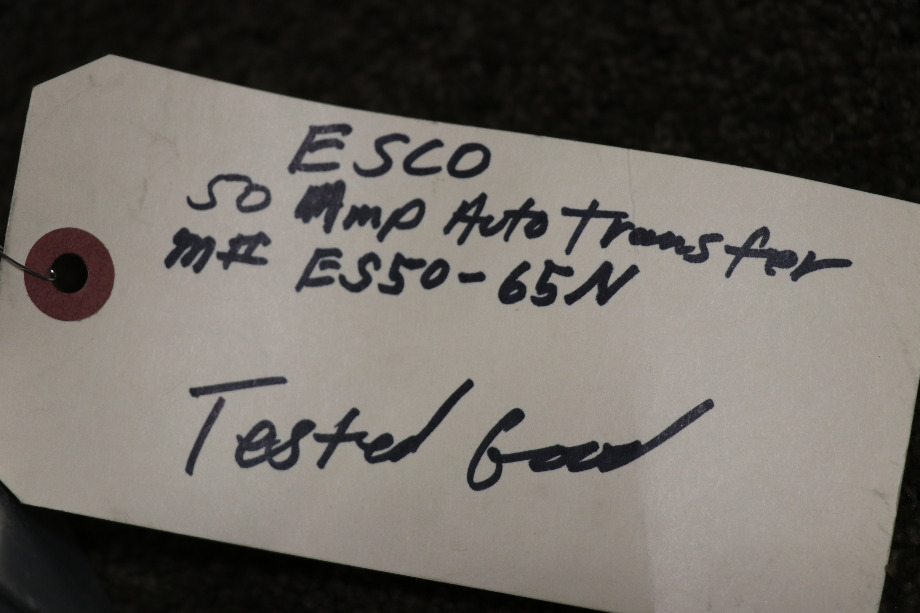 ESCO
50 Amp Auto Transfer
M# ES50-65N
Tested Good